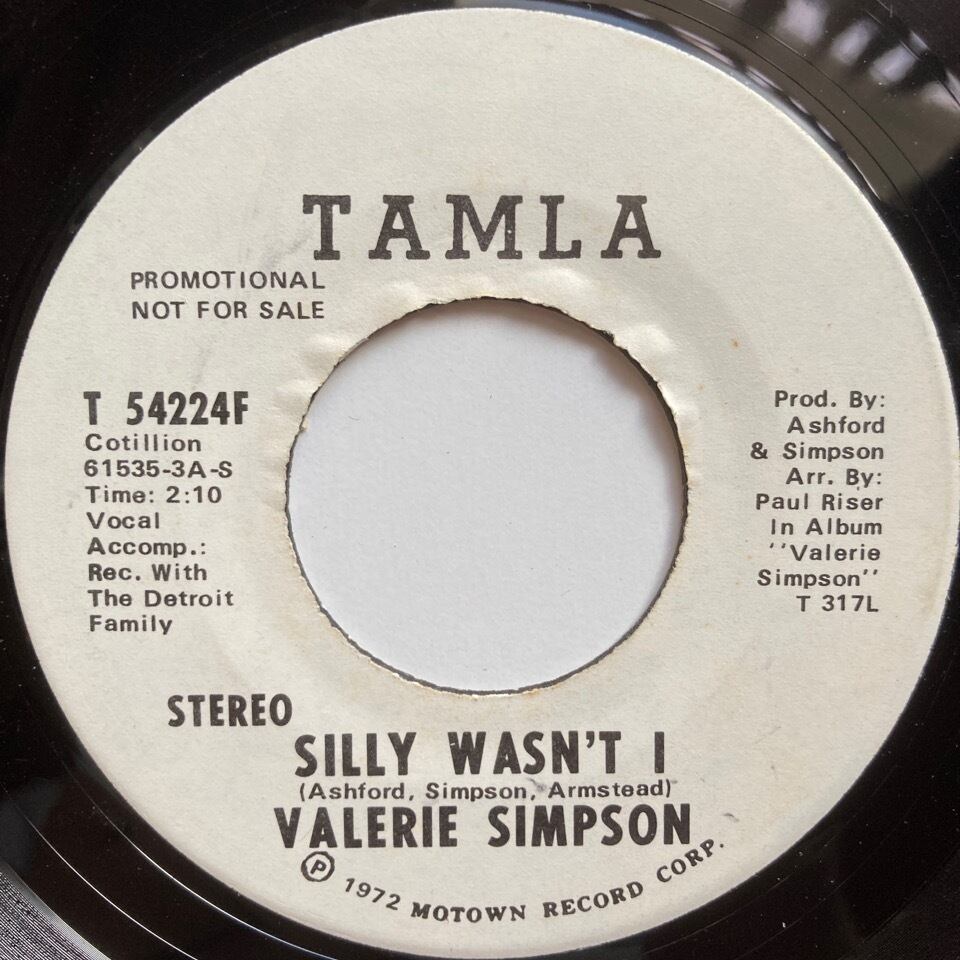 TAMLA
PROMOTIONAL
NOT FOR SALE
T 54224F
Cotillion
61535-3A-S
Time: 2:10
Vocal
Accomp.:
Rec. With
The Detroit
Family
Prod. By:
Ashford
& Simpson
Arr. By:
Paul Riser
In Album
''Valerie
Simpson''
T 317L
STEREO
SILLY WASN'T I
(Ashford, Simpson, Armstead)
VALERIE SIMPSON
℗ 1972 MOTOWN RECORD CORP.